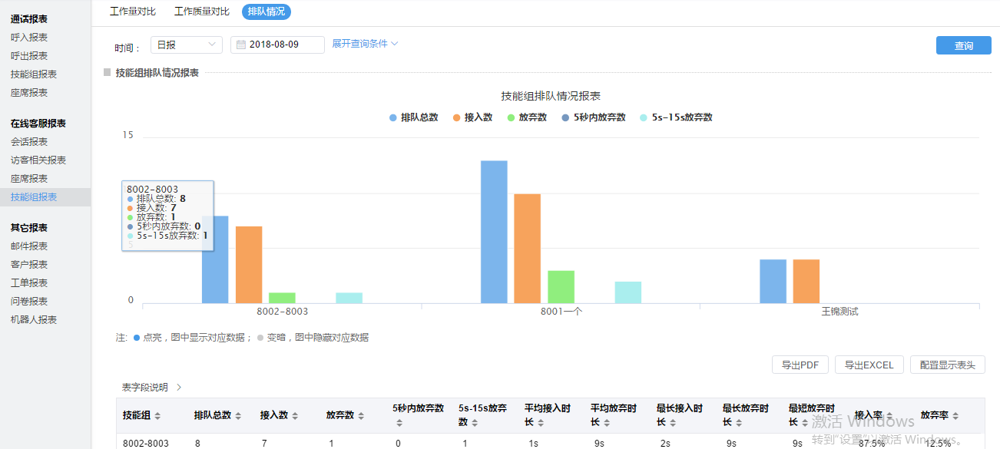 通话报表
呼入报表
呼出报表
技能组报表
座席报表
在线客服报表
会话报表
访客相关报表
座席报表
技能组报表
其它报表
邮件报表
客户报表
工单报表
问卷报表
机器人报表
工作量对比 工作质量对比 排队情况
时间： 日报 2018-08-09 展开查询条件 查询
技能组排队情况报表
技能组排队情况报表
排队总数 接入数 放弃数 5秒内放弃数 5s-15s放弃数
15
8002-8003
排队总数: 8
接入数: 7
放弃数: 1
5秒内放弃数: 0
5s-15s放弃数: 1
5
0
8002-8003 8001一个 王锦测试
注: 点亮，图中显示对应数据； 变暗，图中隐藏对应数据
导出PDF 导出EXCEL 配置显示表头
表字段说明
技能组 排队总数 接入数 放弃数 5秒内放弃数 5s-15s放弃数 平均接入时长 平均放弃时长 最长接入时长 最长放弃时长 最短放弃时长 接入率 放弃率
8002-8003 8 7 1 0 1 1s 9s 2s 9s 9s 87.5% 12.5%
激活 Windows
转到"设置"以激活 Windows。